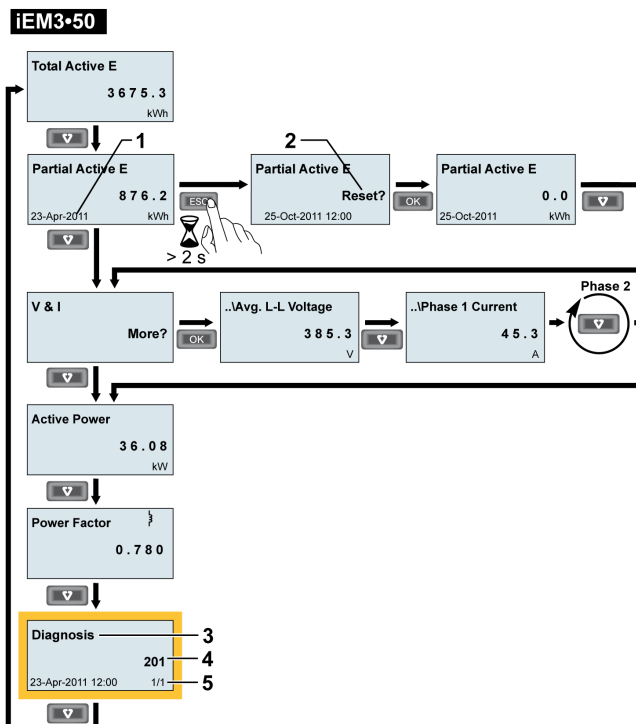 iEM3•50
Total Active E
3675.3
kWh
1
2
Partial Active E
876.2
23-Apr-2011 kWh
ESC
> 2 s
Partial Active E
Reset?
25-Oct-2011 12:00
OK
Partial Active E
0.0
25-Oct-2011 kWh
V & I
More?
OK
..\Avg. L-L Voltage
385.3
V
..\Phase 1 Current
45.3
A
Phase 2
Active Power
36.08
kW
Power Factor
0.780
Diagnosis
3
201
4
23-Apr-2011 12:00 1/1
5